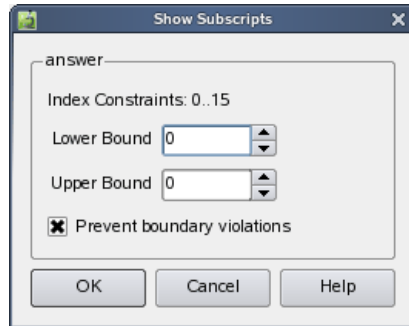 Show Subscripts
answer
Index Constraints: 0..15
Lower Bound 0
Upper Bound 0
Prevent boundary violations
OK Cancel Help